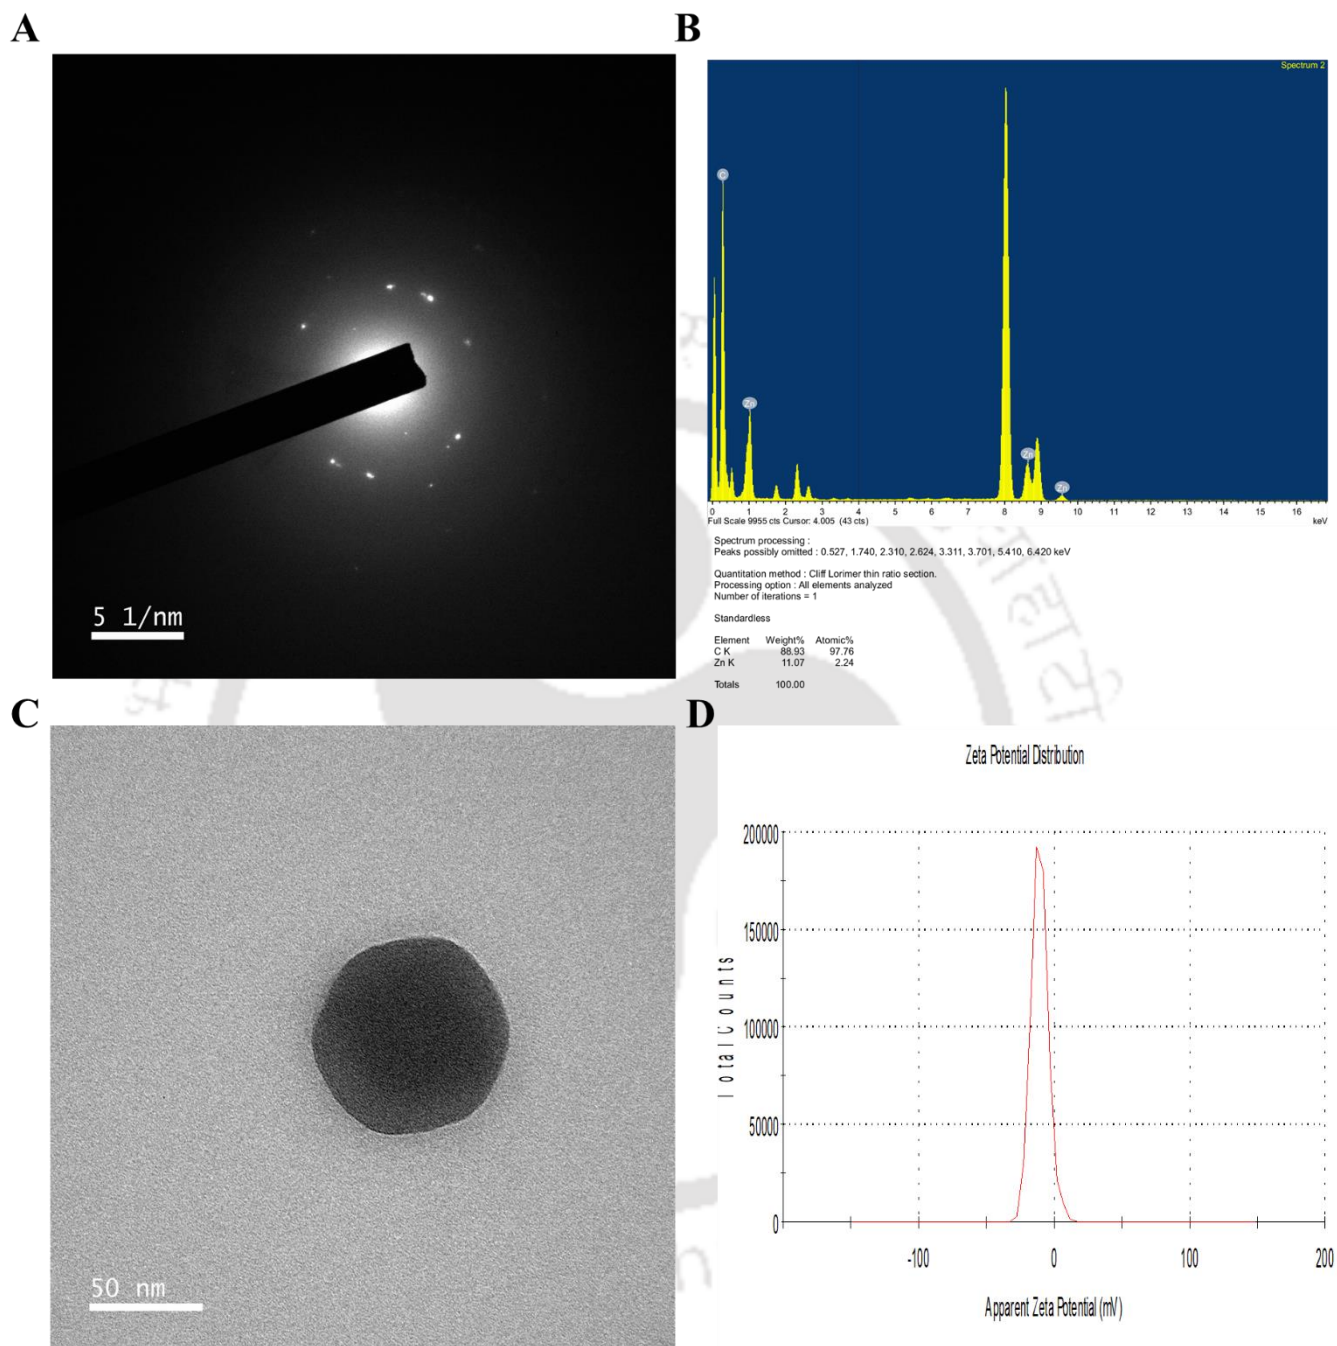 A
B
Spectrum 2
C
Zn
Zn
Zn
0 1 2 3 4 5 6 7 8 9 10 11 12 13 14 15 16
Full Scale 9955 cts Cursor: 4.005 (43 cts)
keV
5 1/nm
Spectrum processing :
Peaks possibly omitted : 0.527, 1.740, 2.310, 2.624, 3.311, 3.701, 5.410, 6.420 keV
Quantitation method : Cliff Lorimer thin ratio section.
Processing option : All elements analyzed
Number of iterations = 1
Standardless
Element Weight% Atomic%
C K 88.93 97.76
Zn K 11.07 2.24
Totals 100.00
C
D
50 nm
Zeta Potential Distribution
200000
150000
100000
50000
0
Total Counts
-100 0 100 200
Apparent Zeta Potential (mV)